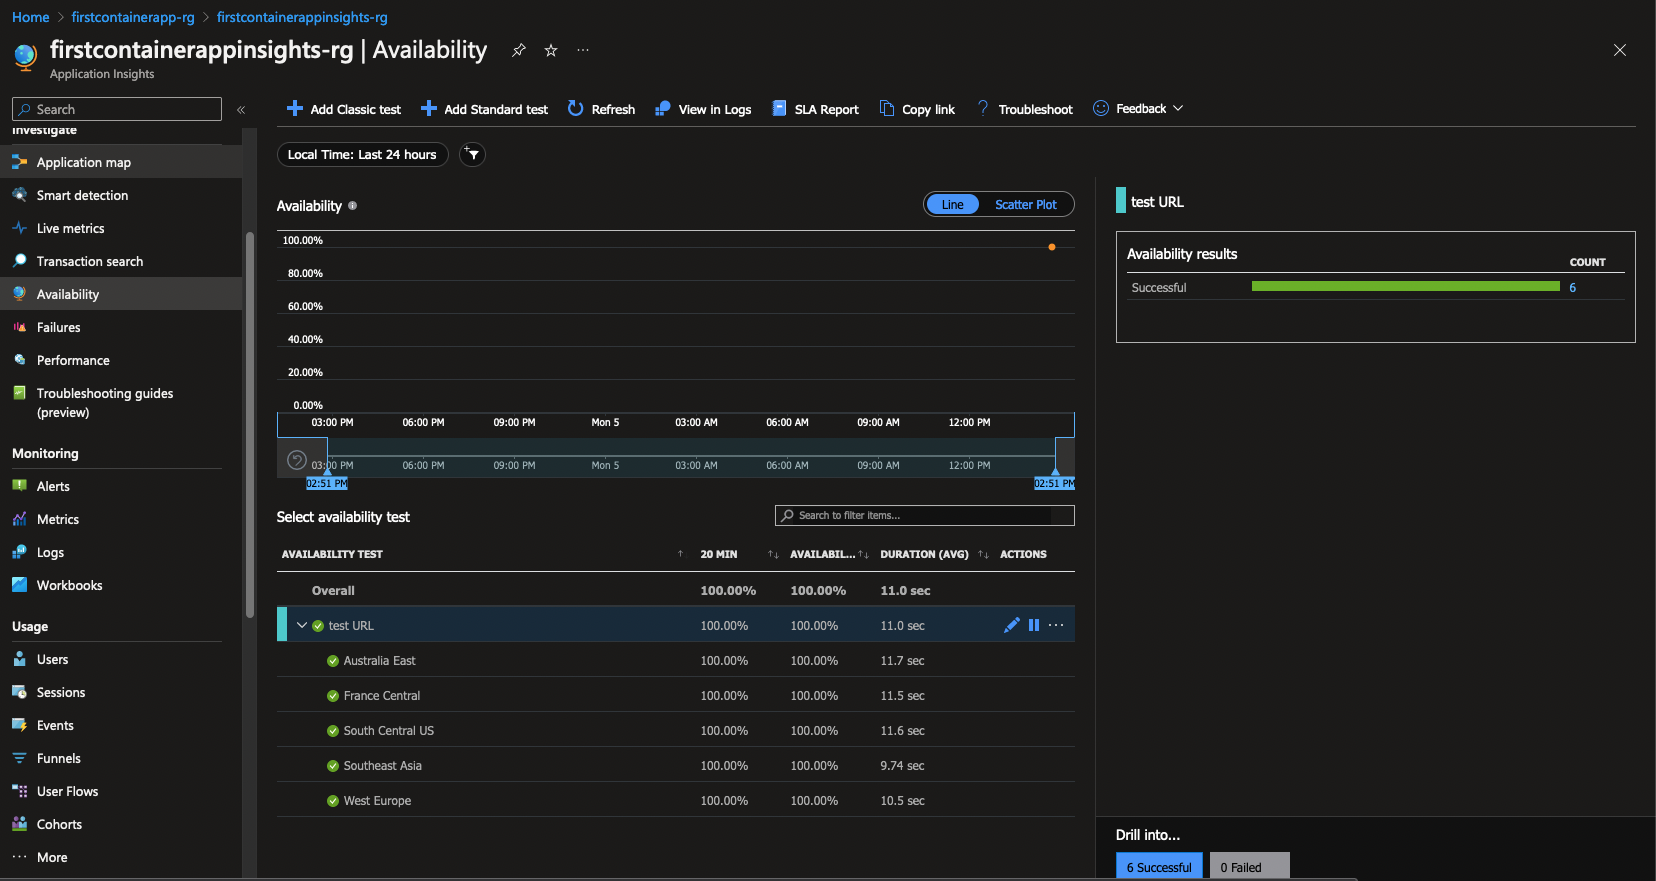 Home > firstcontainerapp-rg > firstcontainerappinsights-rg
firstcontainerappinsights-rg | Availability
Application Insights
Search
Investigate
Application map
Smart detection
Live metrics
Transaction search
Availability
Failures
Performance
Troubleshooting guides
(preview)
Monitoring
Alerts
Metrics
Logs
Workbooks
Usage
Users
Sessions
Events
Funnels
User Flows
Cohorts
More
Add Classic test Add Standard test Refresh View in Logs SLA Report Copy link Troubleshoot Feedback
Local Time: Last 24 hours
Availability
Line Scatter Plot
100.00%
80.00%
60.00%
40.00%
20.00%
0.00%
03:00 PM 06:00 PM 09:00 PM Mon 5 03:00 AM 06:00 AM 09:00 AM 12:00 PM
03:00 PM 06:00 PM 09:00 PM Mon 5 03:00 AM 06:00 AM 09:00 AM 12:00 PM
02:51 PM 02:51 PM
Select availability test
Search to filter items...
AVAILABILITY TEST 20 MIN AVAILABIL... DURATION (AVG) ACTIONS
Overall 100.00% 100.00% 11.0 sec
test URL 100.00% 100.00% 11.0 sec
Australia East 100.00% 100.00% 11.7 sec
France Central 100.00% 100.00% 11.5 sec
South Central US 100.00% 100.00% 11.6 sec
Southeast Asia 100.00% 100.00% 9.74 sec
West Europe 100.00% 100.00% 10.5 sec
test URL
Availability results
COUNT
Successful 6
Drill into...
6 Successful 0 Failed